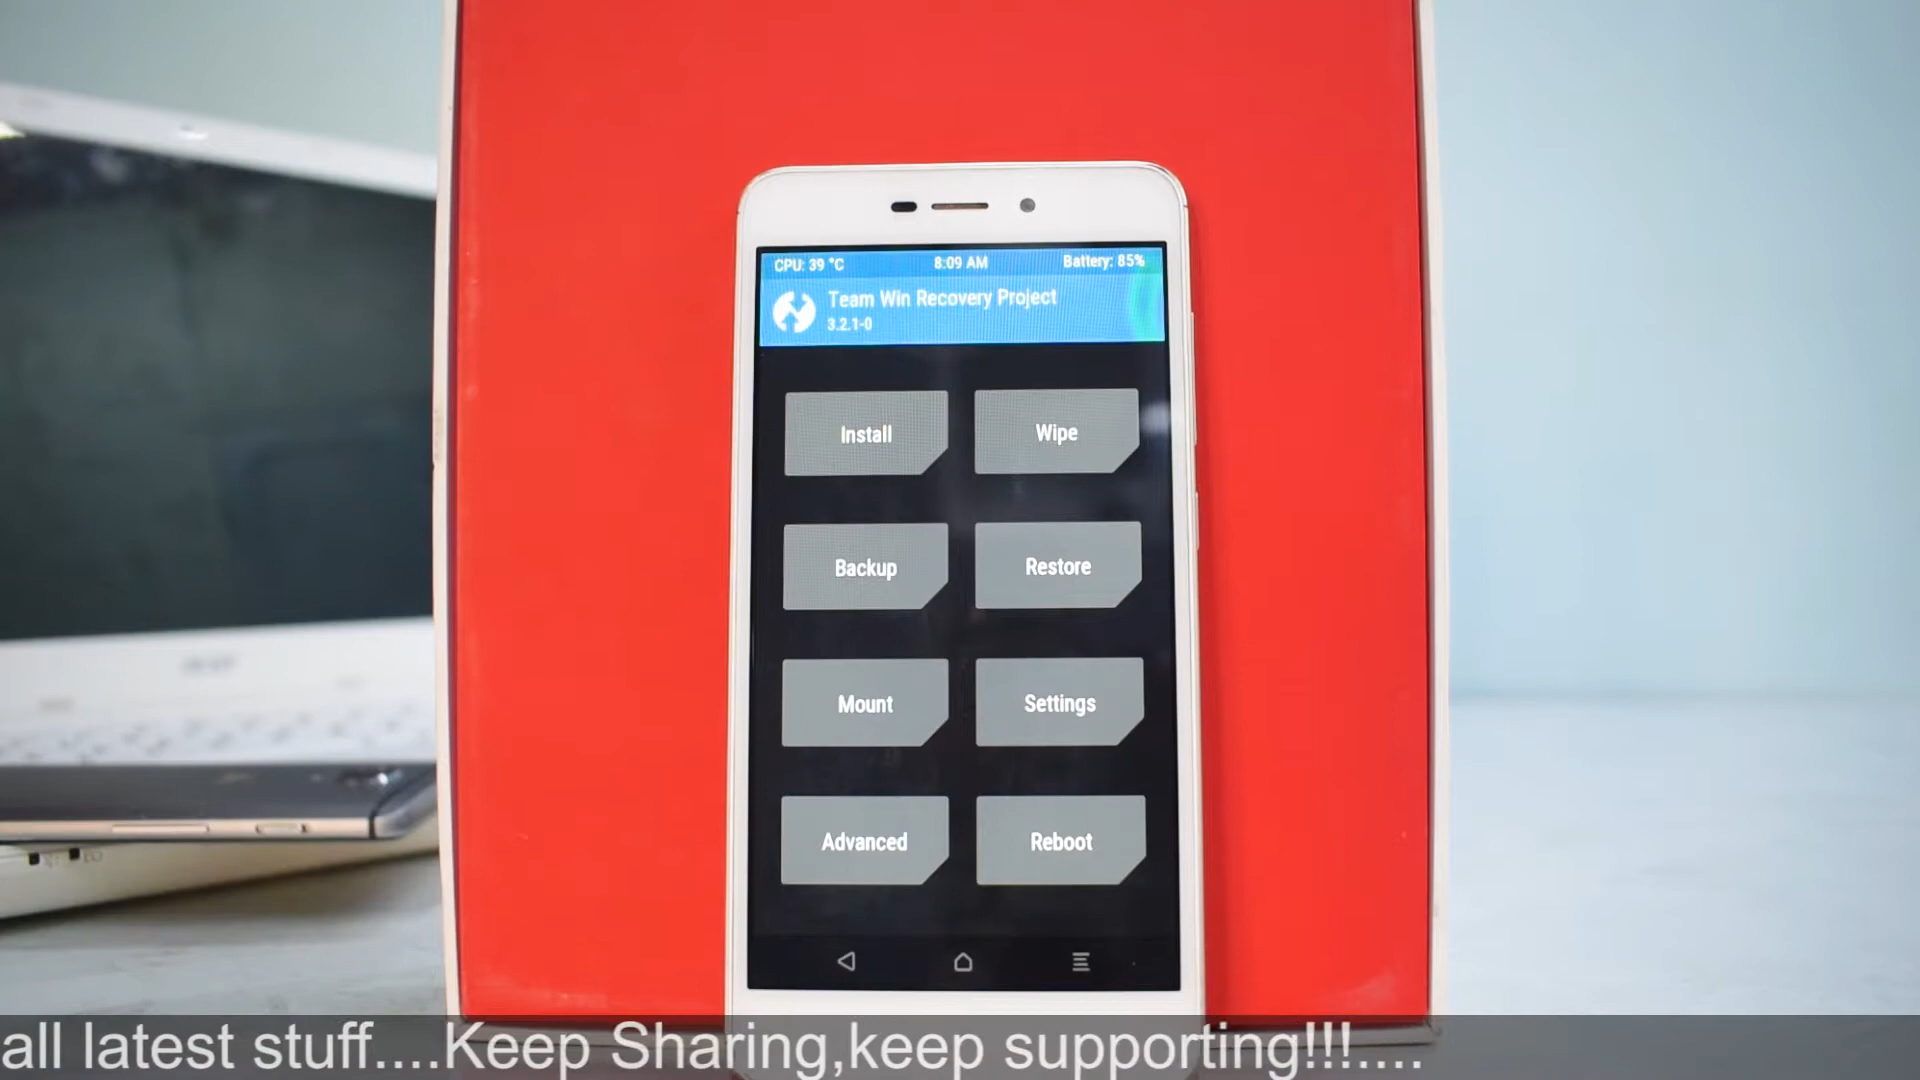 CPU: 39 °C 8:09 AM Battery: 85%
Team Win Recovery Project
3.2.1-0
Install Wipe
Backup Restore
Mount Settings
Advanced Reboot
all latest stuff....Keep Sharing,keep supporting!!!....